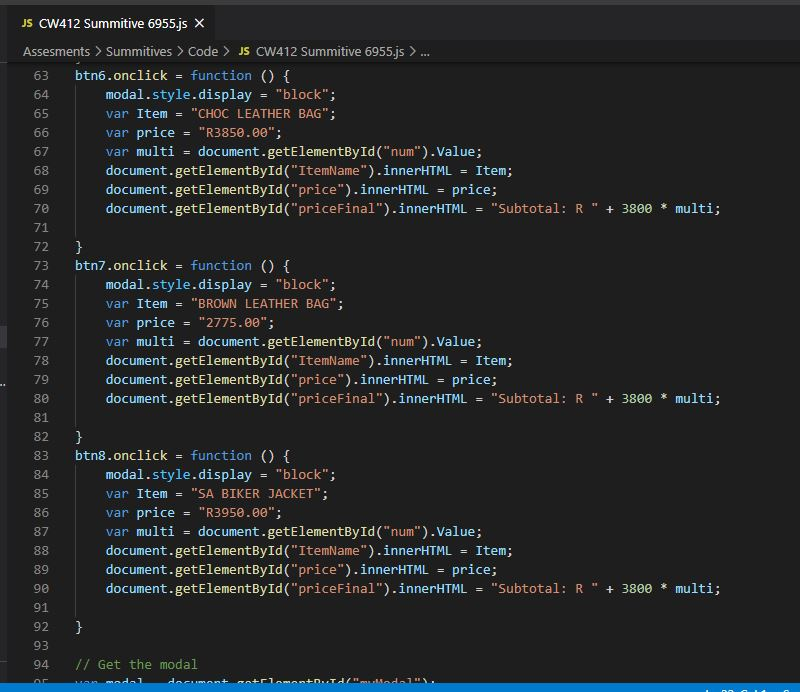 JS CW412 Summitive 6955.js ×
Assesments > Summitives > Code > JS CW412 Summitive 6955.js > ...
63 btn6.onclick = function () {
64 modal.style.display = "block";
65 var Item = "CHOC LEATHER BAG";
66 var price = "R3850.00";
67 var multi = document.getElementById("num").Value;
68 document.getElementById("ItemName").innerHTML = Item;
69 document.getElementById("price").innerHTML = price;
70 document.getElementById("priceFinal").innerHTML = "Subtotal: R " + 3800 * multi;
71
72 }
73 btn7.onclick = function () {
74 modal.style.display = "block";
75 var Item = "BROWN LEATHER BAG";
76 var price = "2775.00";
77 var multi = document.getElementById("num").Value;
78 document.getElementById("ItemName").innerHTML = Item;
79 document.getElementById("price").innerHTML = price;
80 document.getElementById("priceFinal").innerHTML = "Subtotal: R " + 3800 * multi;
81
82 }
83 btn8.onclick = function () {
84 modal.style.display = "block";
85 var Item = "SA BIKER JACKET";
86 var price = "R3950.00";
87 var multi = document.getElementById("num").Value;
88 document.getElementById("ItemName").innerHTML = Item;
89 document.getElementById("price").innerHTML = price;
90 document.getElementById("priceFinal").innerHTML = "Subtotal: R " + 3800 * multi;
91
92 }
93
94 // Get the modal
95 var modal = document.getElementById("myModal");